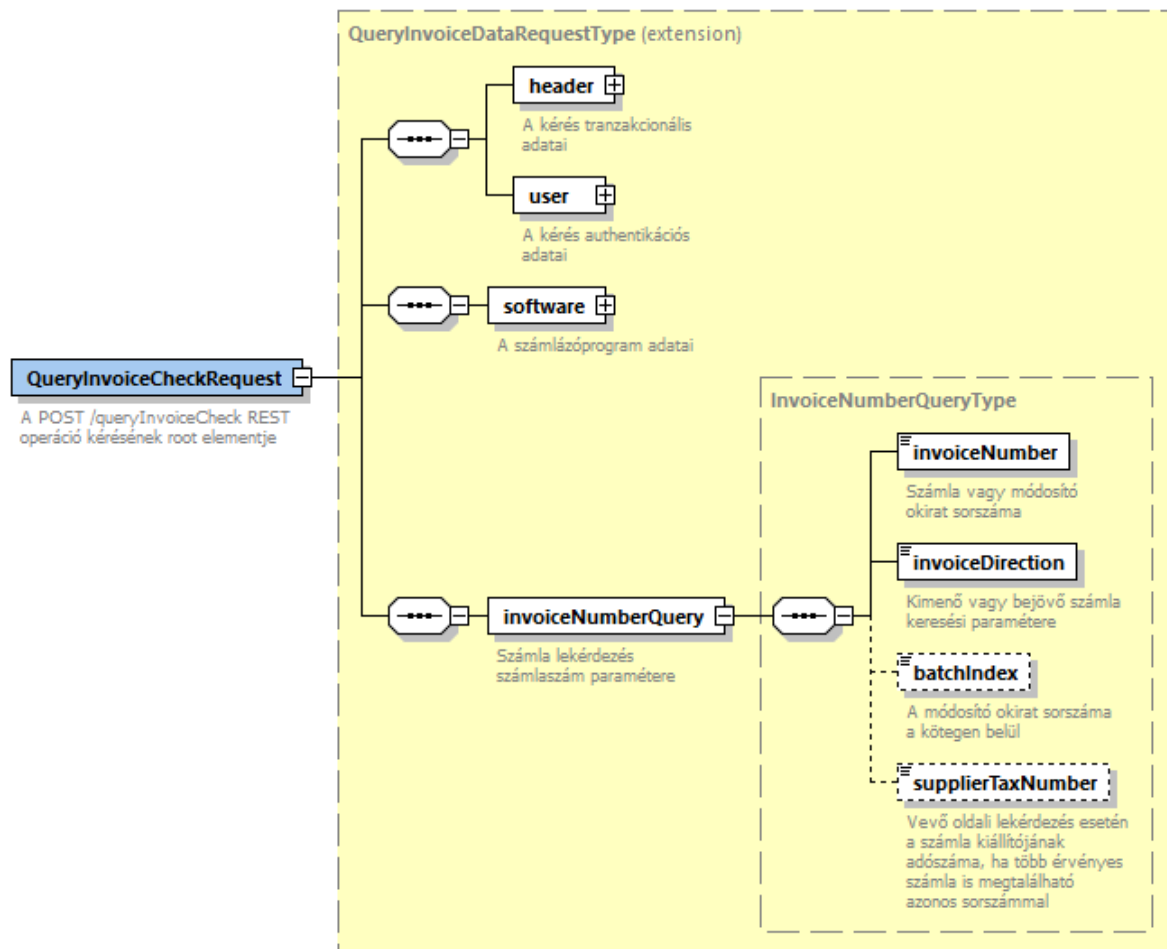 QueryInvoiceDataRequestType (extension)
header
A kérés tranzakcionális
adatai
user
A kérés authentikációs
adatai
software
A számlázóprogram adatai
QueryInvoiceCheckRequest
A POST /queryInvoiceCheck REST
operáció kérésének root elementje
InvoiceNumberQueryType
invoiceNumber
Számla vagy módosító
okirat sorszáma
invoiceDirection
Kimenő vagy bejövő számla
keresési paramétere
invoiceNumberQuery
Számla lekérdezés
számlaszám paramétere
batchIndex
A módosító okirat sorszáma
a kötegen belül
supplierTaxNumber
Vevő oldali lekérdezés esetén
a számla kiállítójának
adószáma, ha több érvényes
számla is megtalálható
azonos sorszámmal